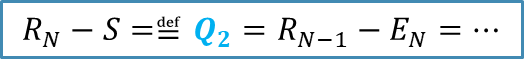 R_N − S =≝ Q_2 = R_{N−1} − E_N = ⋯